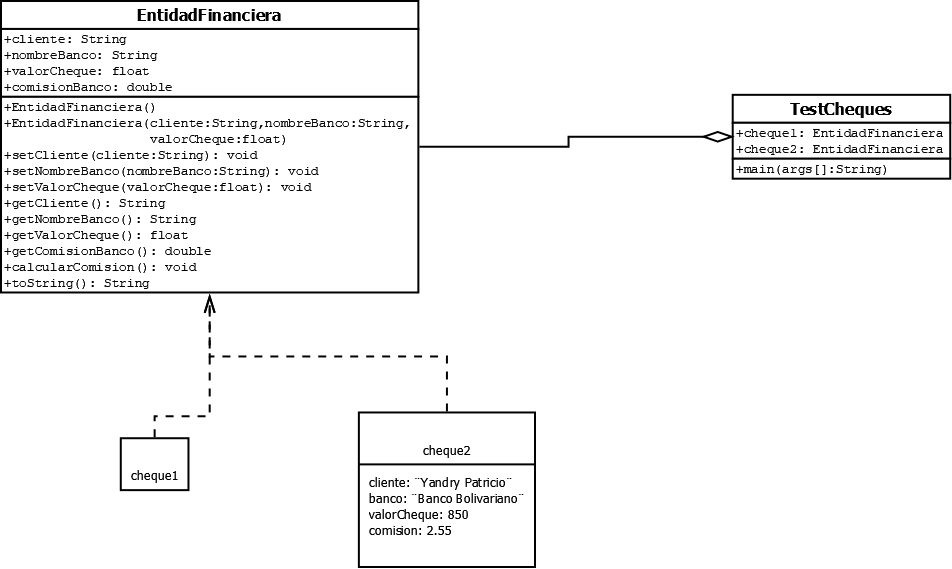 EntidadFinanciera
+cliente: String
+nombreBanco: String
+valorCheque: float
+comisionBanco: double
+EntidadFinanciera()
+EntidadFinanciera(cliente:String,nombreBanco:String,
valorCheque:float)
+setCliente(cliente:String): void
+setNombreBanco(nombreBanco:String): void
+setValorCheque(valorCheque:float): void
+getCliente(): String
+getNombreBanco(): String
+getValorCheque(): float
+getComisionBanco(): double
+calcularComision(): void
+toString(): String
TestCheques
+cheque1: EntidadFinanciera
+cheque2: EntidadFinanciera
+main(args[]:String)
cheque1
cheque2
cliente: ¨Yandry Patricio¨
banco: ¨Banco Bolivariano¨
valorCheque: 850
comision: 2.55